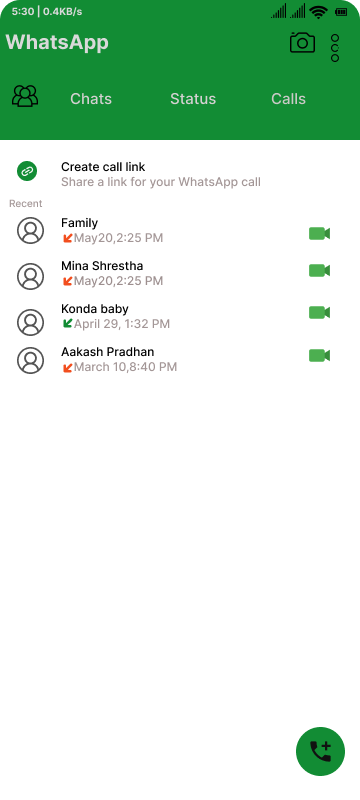 5:30 | 0.4KB/s
WhatsApp
Chats Status Calls
Create call link
Share a link for your WhatsApp call
Recent
Family
May20,2:25 PM
Mina Shrestha
May20,2:25 PM
Konda baby
April 29, 1:32 PM
Aakash Pradhan
March 10,8:40 PM